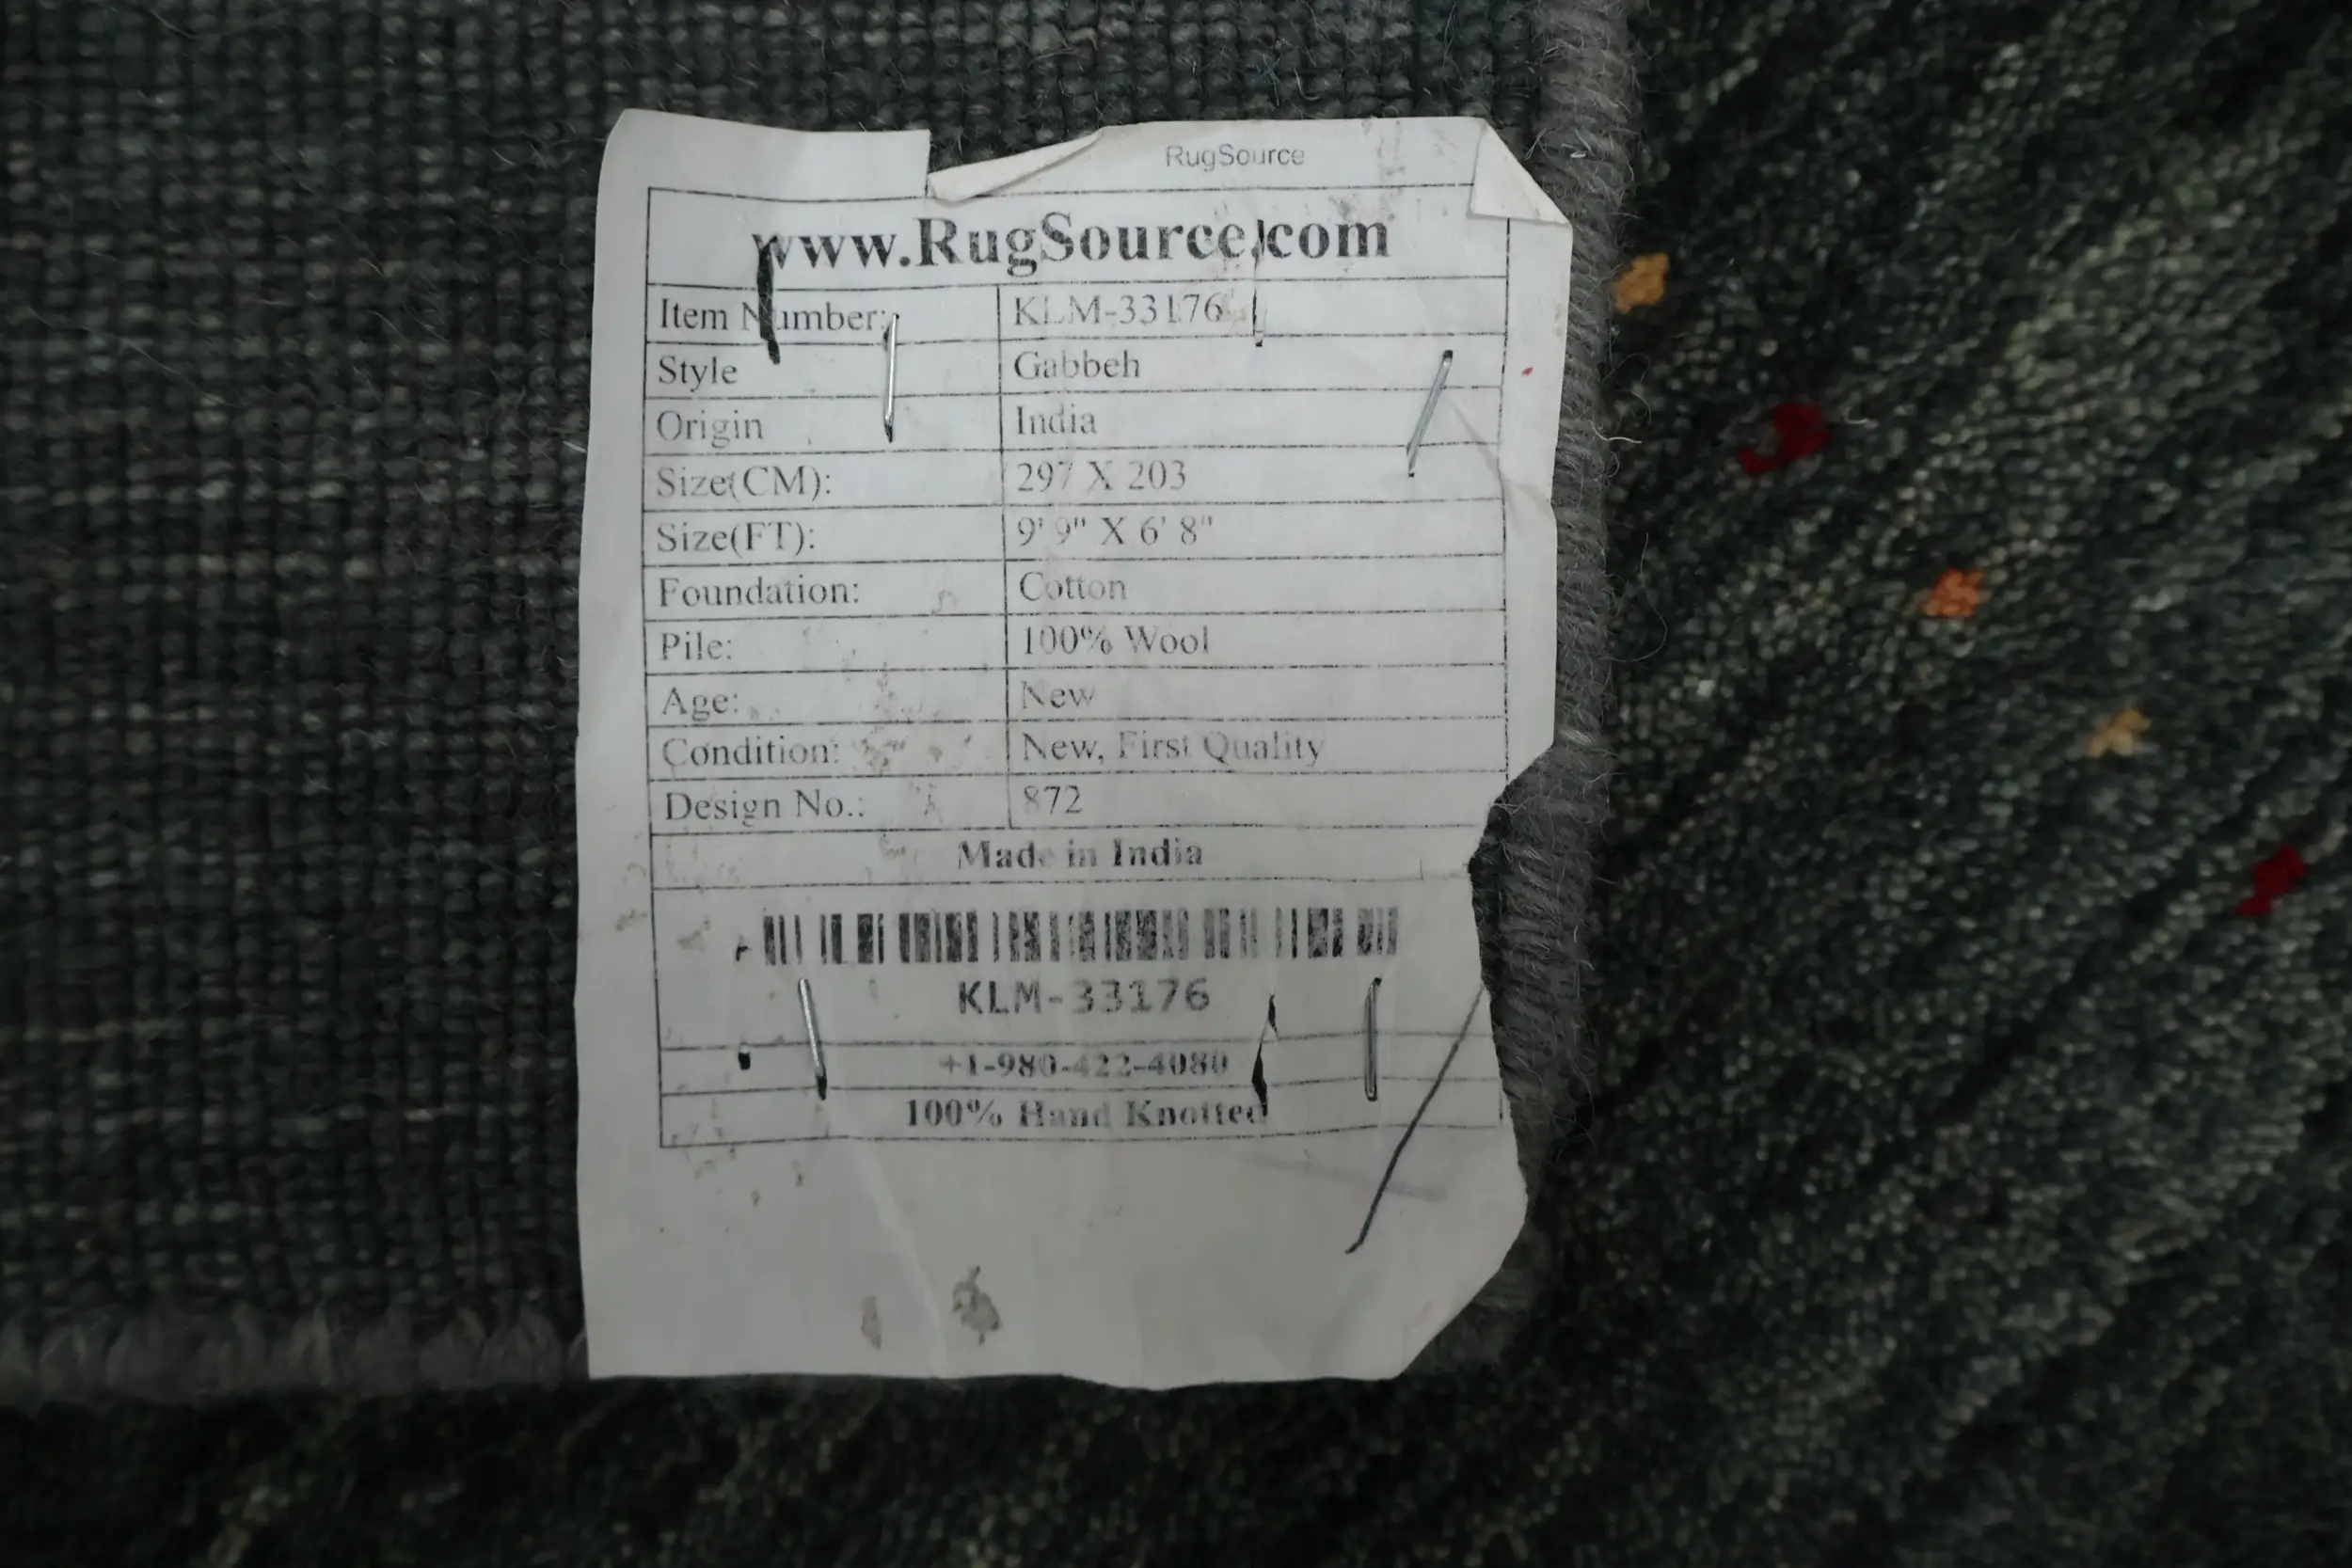 RugSource
www.RugSource.com
Item Number: KLM-33176
Style Gabbeh
Origin India
Size(CM): 297 X 203
Size(FT): 9' 9" X 6' 8"
Foundation: Cotton
Pile: 100% Wool
Age: New
Condition: New, First Quality
Design No.: 872
Made in India
KLM-33176
+1-980-422-4080
100% Hand Knotted